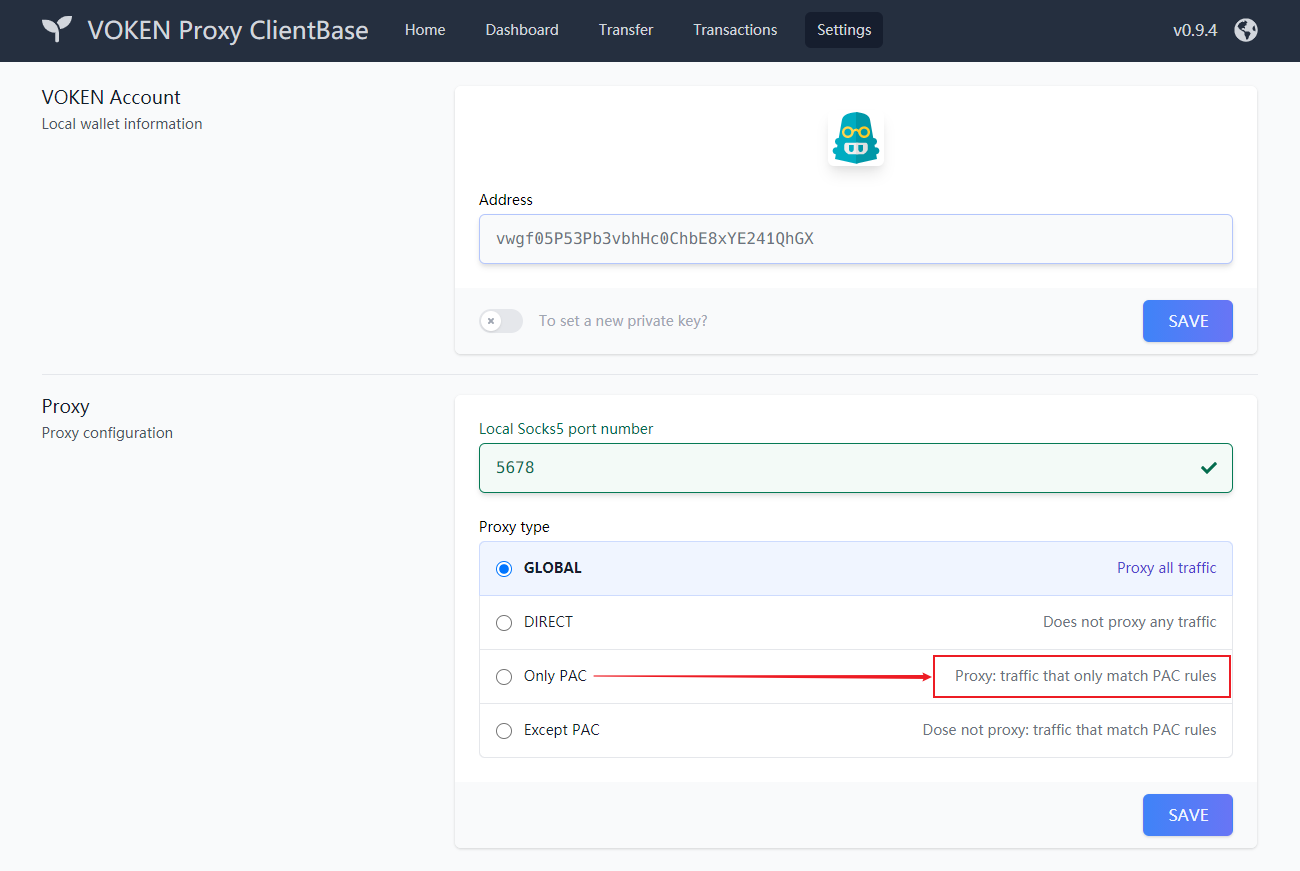 VOKEN Proxy ClientBase Home Dashboard Transfer Transactions Settings v0.9.4
VOKEN Account
Local wallet information
Address
vwgf05P53Pb3vbhHc0ChbE8xYE241QhGX
To set a new private key? SAVE
Proxy
Proxy configuration
Local Socks5 port number
5678
Proxy type
GLOBAL Proxy all traffic
DIRECT Does not proxy any traffic
Only PAC Proxy: traffic that only match PAC rules
Except PAC Dose not proxy: traffic that match PAC rules
SAVE